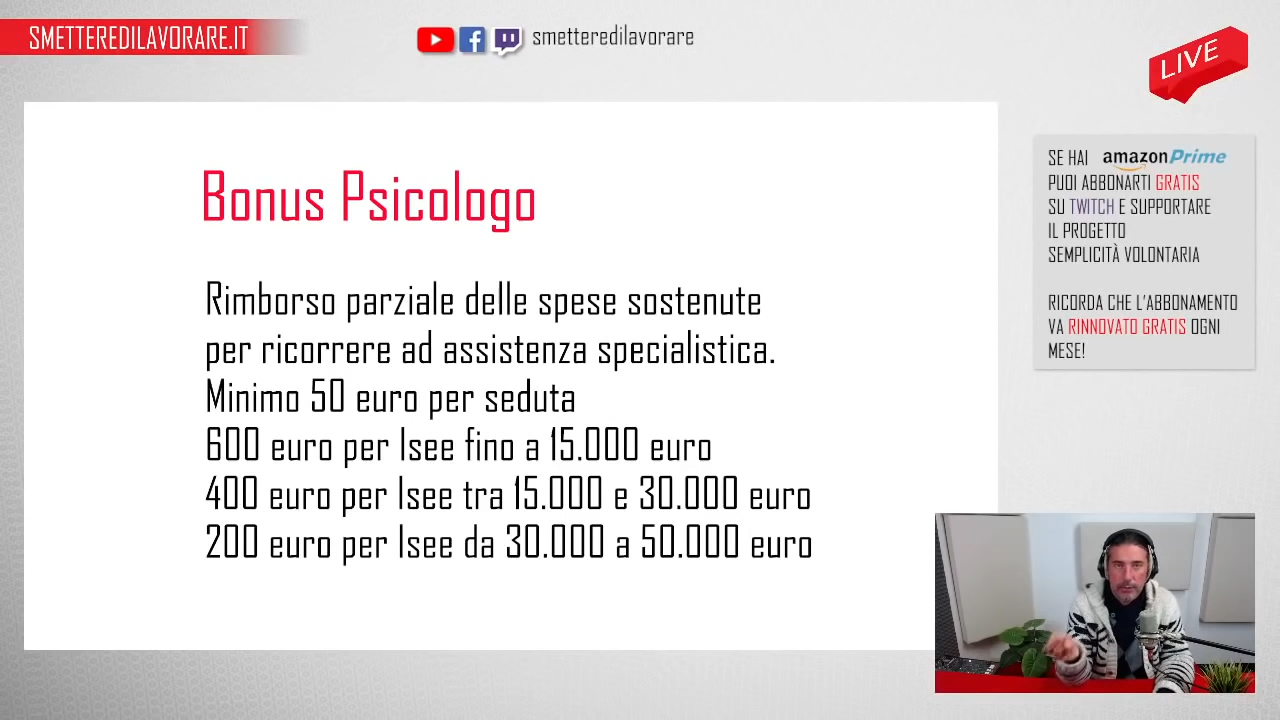 SMETTEREDILAVORARE.IT
smetteredilavorare
LIVE
Bonus Psicologo
Rimborso parziale delle spese sostenute
per ricorrere ad assistenza specialistica.
Minimo 50 euro per seduta
600 euro per Isee fino a 15.000 euro
400 euro per Isee tra 15.000 e 30.000 euro
200 euro per Isee da 30.000 a 50.000 euro
SE HAI amazonPrime
PUOI ABBONARTI GRATIS
SU TWITCH E SUPPORTARE
IL PROGETTO
SEMPLICITÀ VOLONTARIA
RICORDA CHE L'ABBONAMENTO
VA RINNOVATO GRATIS OGNI
MESE!